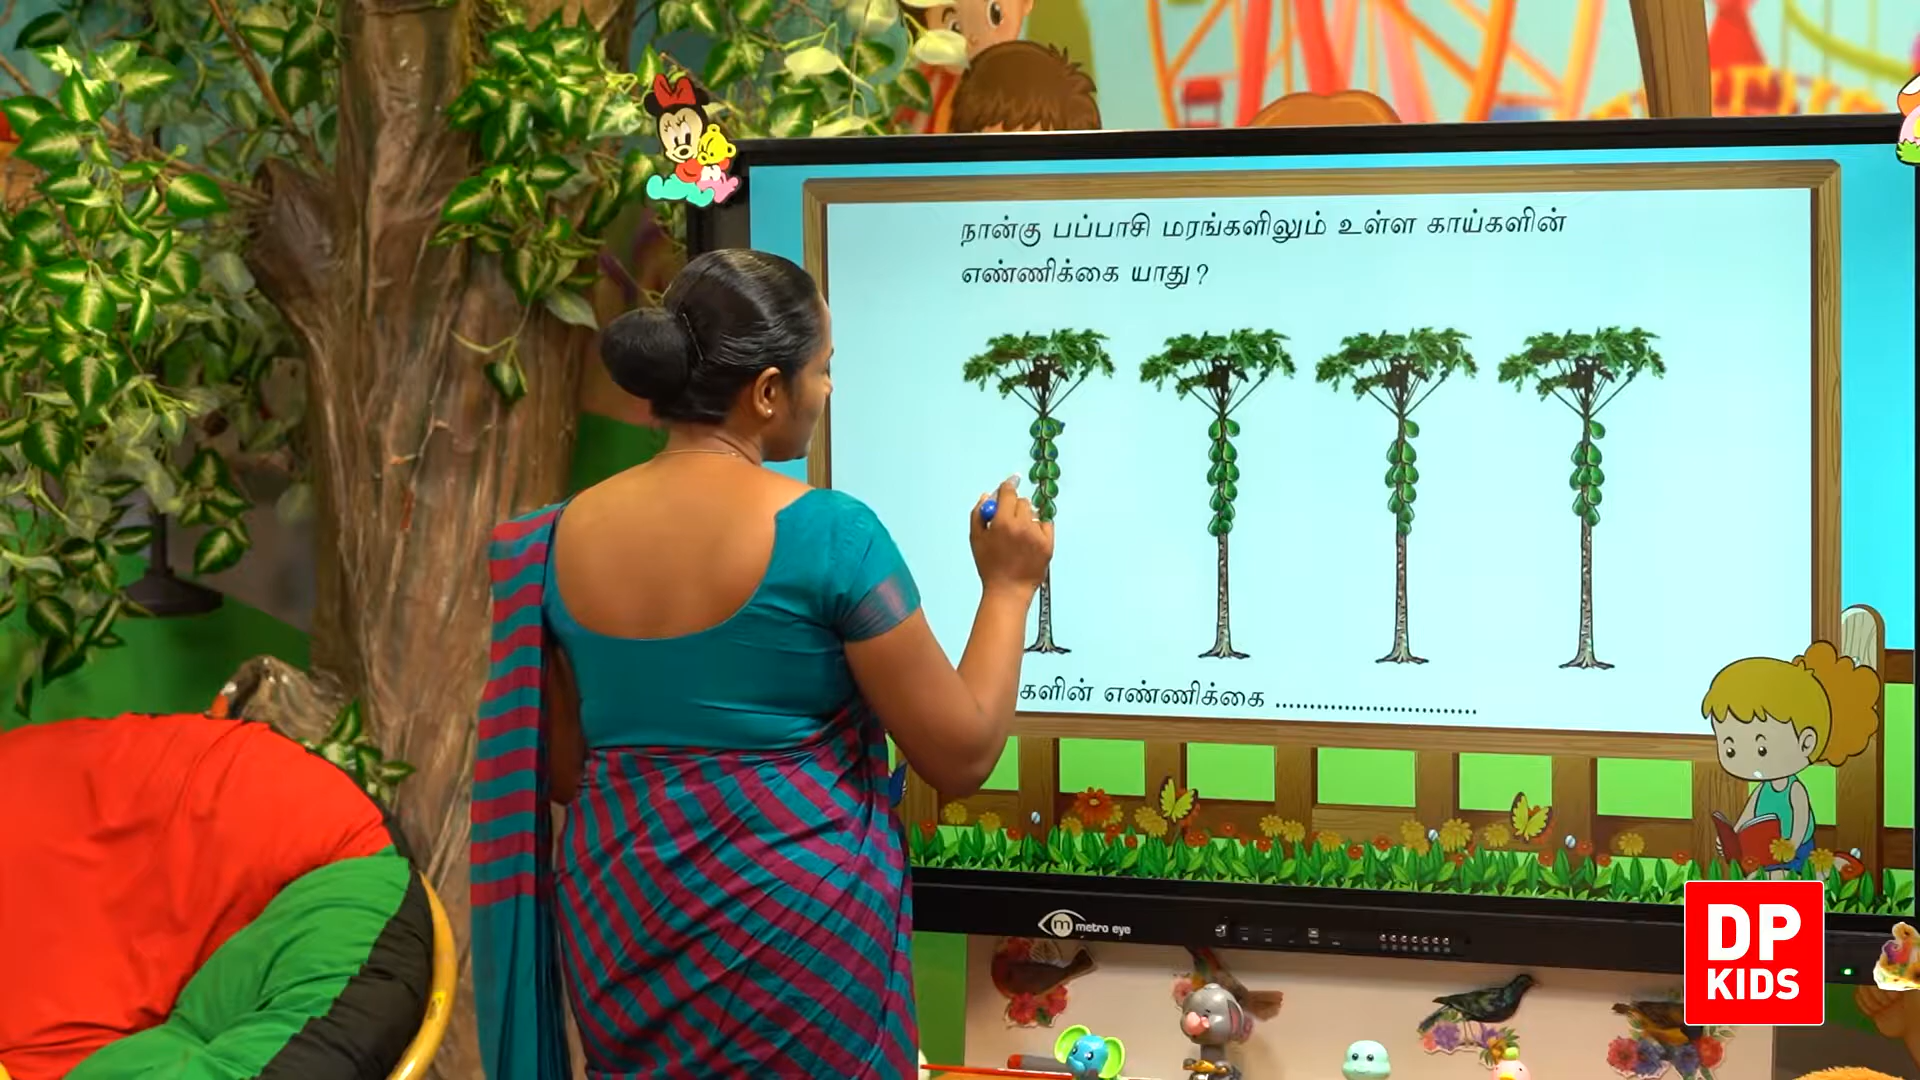 நான்கு பப்பாசி மரங்களிலும் உள்ள காய்களின்
எண்ணிக்கை யாது?
களின் எண்ணிக்கை ..............................
m metro eye
DP
KIDS